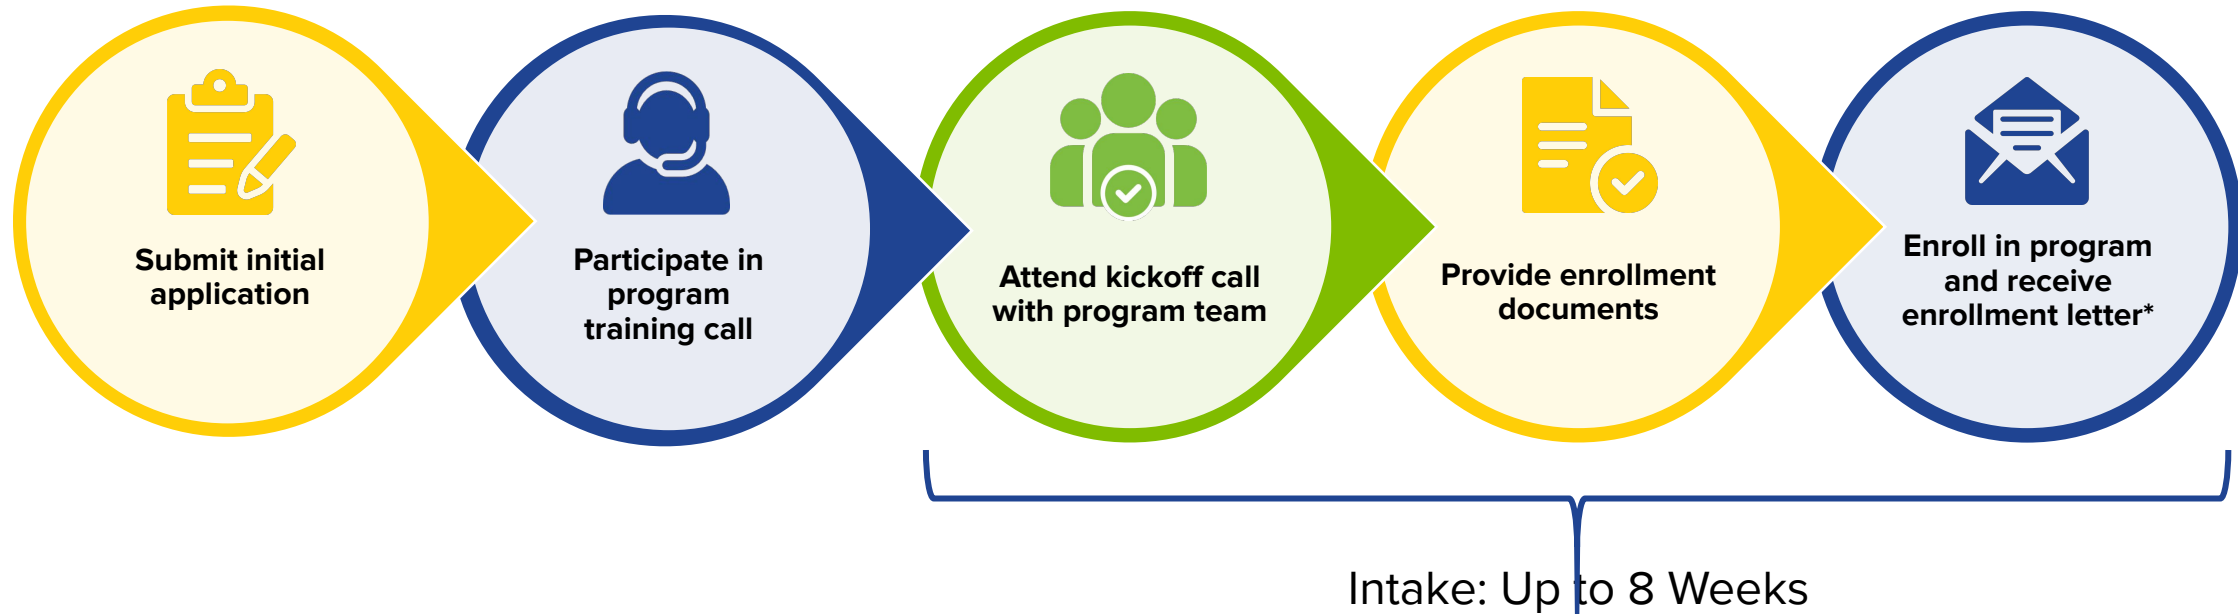 Submit initial
application
Participate in
program
training call
Attend kickoff call
with program team
Provide enrollment
documents
Enroll in program
and receive
enrollment letter*
Intake: Up to 8 Weeks